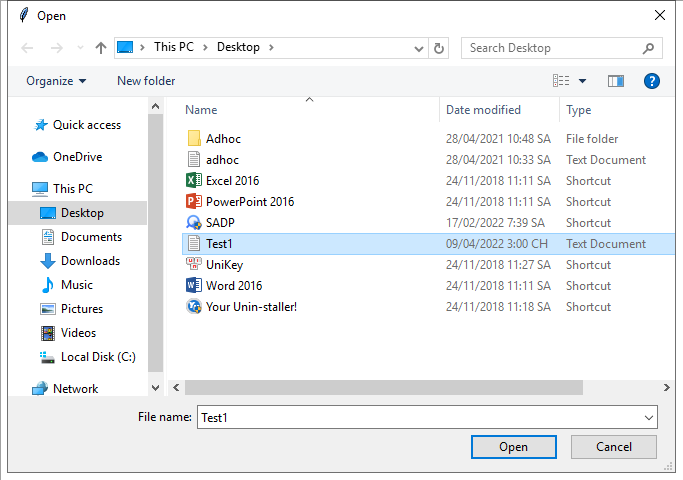 Open
This PC > Desktop >
Search Desktop
Organize
New folder
Quick access
OneDrive
This PC
Desktop
Documents
Downloads
Music
Pictures
Videos
Local Disk (C:)
Network
Name Date modified Type
Adhoc 28/04/2021 10:48 SA File folder
adhoc 28/04/2021 10:33 SA Text Document
Excel 2016 24/11/2018 11:11 SA Shortcut
PowerPoint 2016 24/11/2018 11:11 SA Shortcut
SADP 17/02/2022 7:39 SA Shortcut
Test1 09/04/2022 3:00 CH Text Document
UniKey 24/11/2018 11:27 SA Shortcut
Word 2016 24/11/2018 11:11 SA Shortcut
Your Unin-staller! 24/11/2018 11:18 SA Shortcut
File name: Test1
Open Cancel